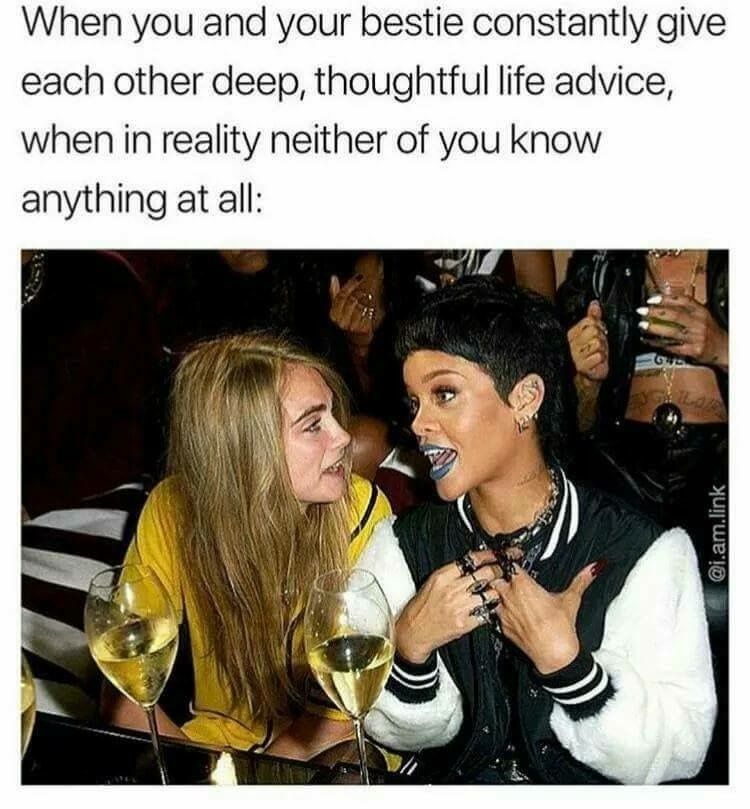 When you and your bestie constantly give
each other deep, thoughtful life advice,
when in reality neither of you know
anything at all:
@i.am.link